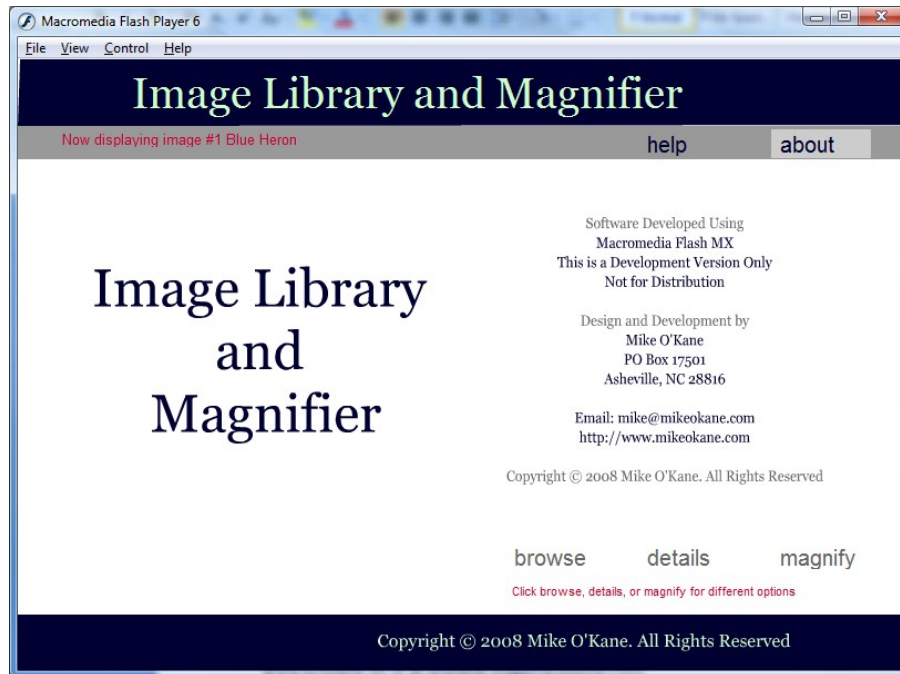 Macromedia Flash Player 6
File View Control Help
Image Library and Magnifier
Now displaying image #1 Blue Heron
help
about
Image Library
and
Magnifier
Software Developed Using
Macromedia Flash MX
This is a Development Version Only
Not for Distribution
Design and Development by
Mike O'Kane
PO Box 17501
Asheville, NC 28816
Email: mike@mikeokane.com
http://www.mikeokane.com
Copyright © 2008 Mike O'Kane. All Rights Reserved
browse details magnify
Click browse, details, or magnify for different options
Copyright © 2008 Mike O'Kane. All Rights Reserved